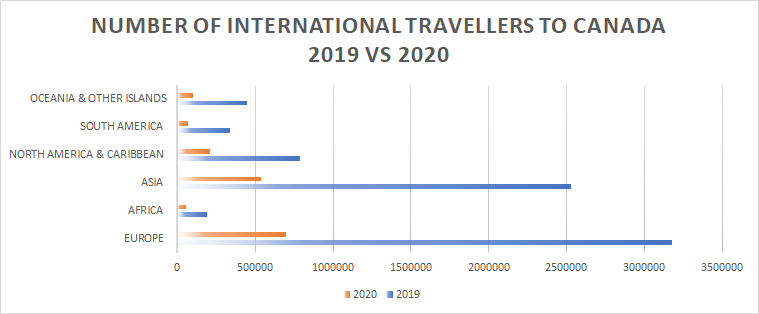 NUMBER OF INTERNATIONAL TRAVELLERS TO CANADA
2019 VS 2020
OCEANIA & OTHER ISLANDS
SOUTH AMERICA
NORTH AMERICA & CARIBBEAN
ASIA
AFRICA
EUROPE
0 500000 1000000 1500000 2000000 2500000 3000000 3500000
2020 2019